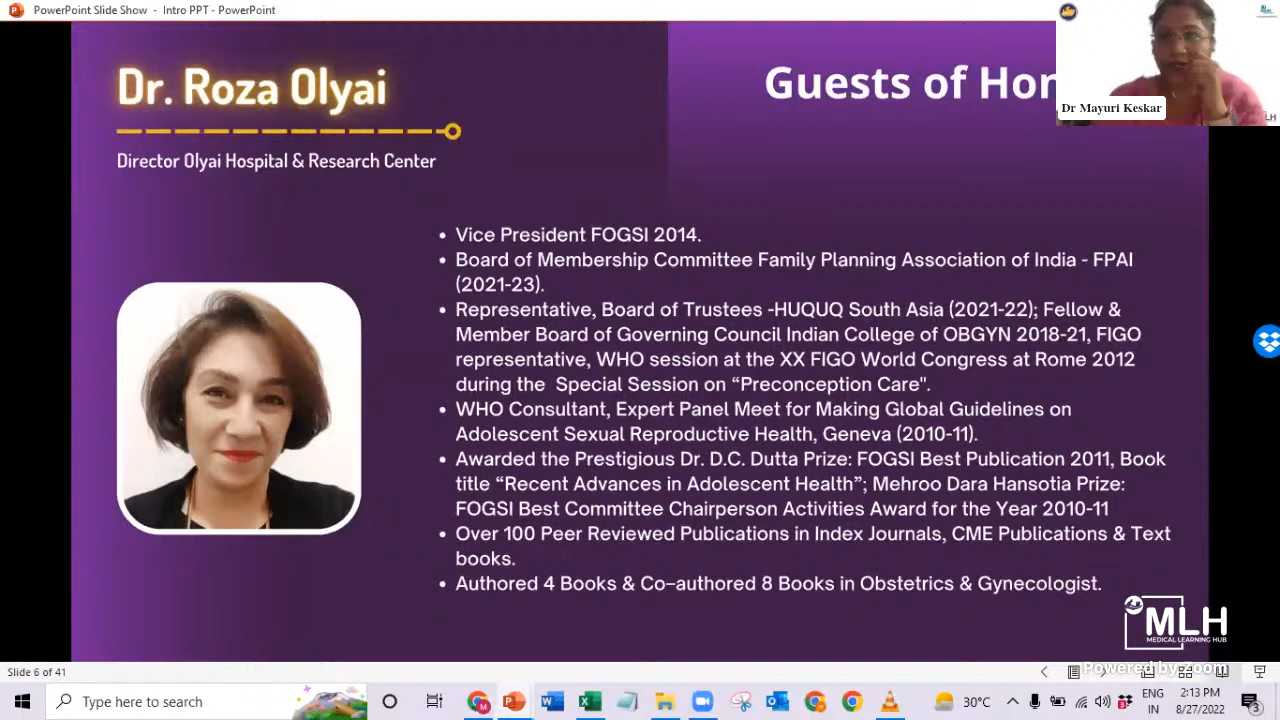 PowerPoint Slide Show - Intro PPT - PowerPoint
Dr. Roza Olyai
Guests of Hon
Dr Mayuri Keskar
LH
Director Olyai Hospital & Research Center
• Vice President FOGSI 2014.
• Board of Membership Committee Family Planning Association of India - FPAI
(2021-23).
• Representative, Board of Trustees -HUQUQ South Asia (2021-22); Fellow &
Member Board of Governing Council Indian College of OBGYN 2018-21, FIGO
representative, WHO session at the XX FIGO World Congress at Rome 2012
during the Special Session on “Preconception Care".
• WHO Consultant, Expert Panel Meet for Making Global Guidelines on
Adolescent Sexual Reproductive Health, Geneva (2010-11).
• Awarded the Prestigious Dr. D.C. Dutta Prize: FOGSI Best Publication 2011, Book
title “Recent Advances in Adolescent Health”; Mehroo Dara Hansotia Prize:
FOGSI Best Committee Chairperson Activities Award for the Year 2010-11
• Over 100 Peer Reviewed Publications in Index Journals, CME Publications & Text
books.
• Authored 4 Books & Co–authored 8 Books in Obstetrics & Gynecologist.
MLH
MEDICAL LEARNING HUB
Slide 6 of 41
Powered by Zoom
Type here to search
30°C
ENG
IN
2:13 PM
8/27/2022
3